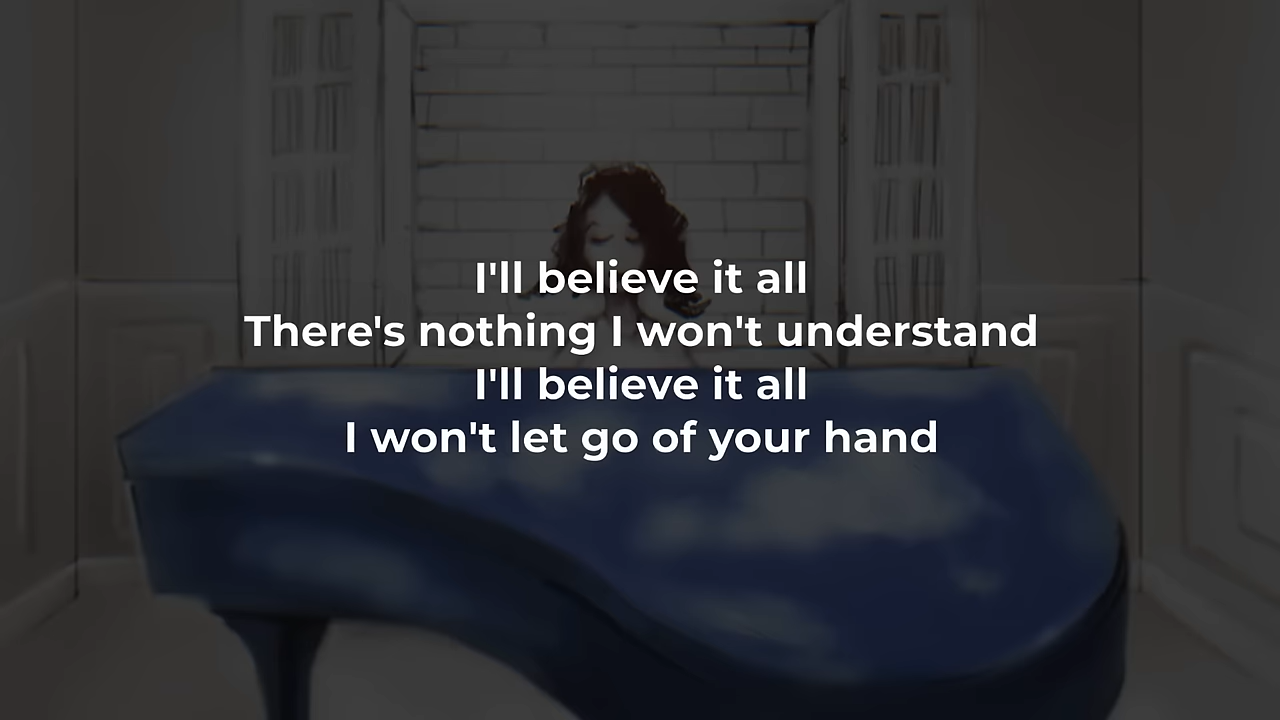 I'll believe it all
There's nothing I won't understand
I'll believe it all
I won't let go of your hand